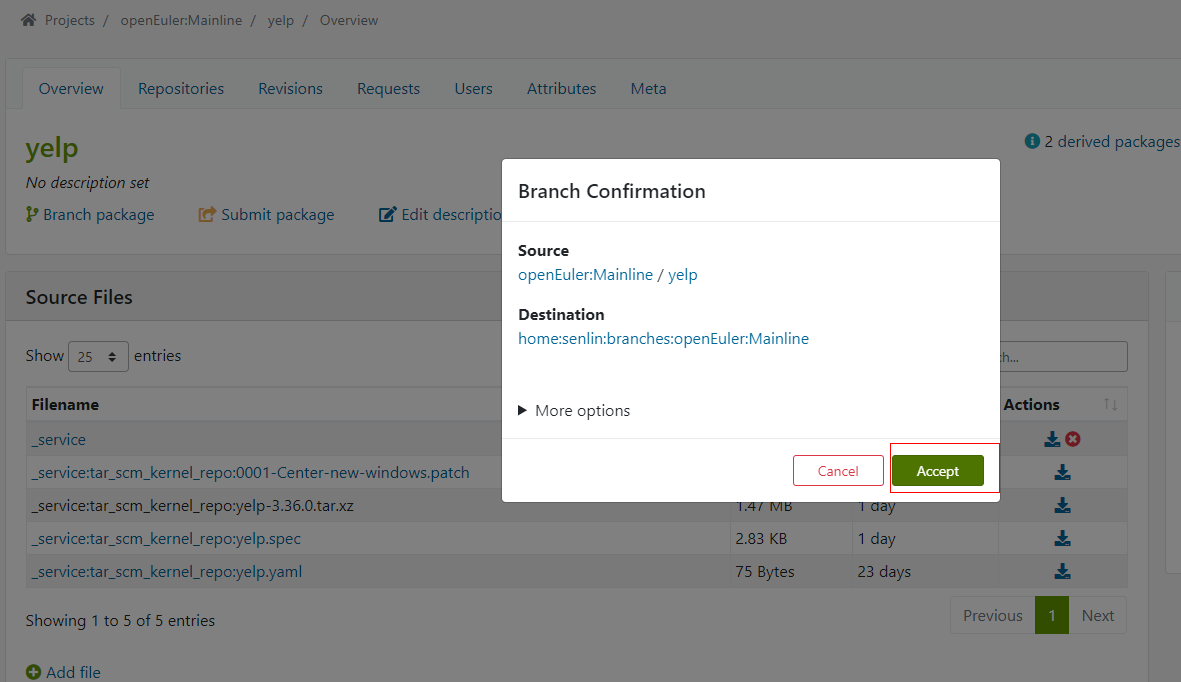 Projects / openEuler:Mainline / yelp / Overview
Overview Repositories Revisions Requests Users Attributes Meta
yelp
2 derived packages
No description set
Branch package Submit package Edit descriptio
Branch Confirmation
Source
openEuler:Mainline / yelp
Destination
home:senlin:branches:openEuler:Mainline
More options
Cancel Accept
Source Files
Show 25 entries
ch...
Filename Actions
_service
_service:tar_scm_kernel_repo:0001-Center-new-windows.patch
_service:tar_scm_kernel_repo:yelp-3.36.0.tar.xz 1.47 MB 1 day
_service:tar_scm_kernel_repo:yelp.spec 2.83 KB 1 day
_service:tar_scm_kernel_repo:yelp.yaml 75 Bytes 23 days
Showing 1 to 5 of 5 entries
Previous 1 Next
Add file